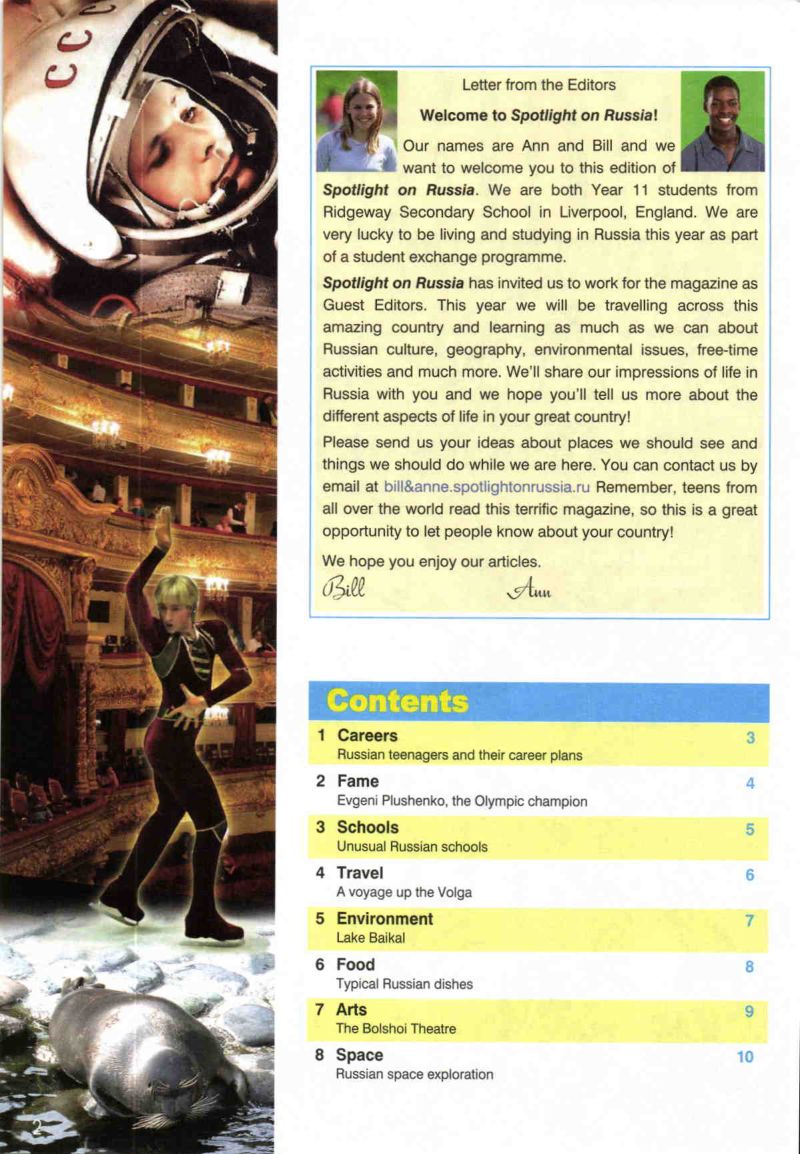 СССР
Letter from the Editors
Welcome to Spotlight on Russia!
Our names are Ann and Bill and we
want to welcome you to this edition of
Spotlight on Russia. We are both Year 11 students from
Ridgeway Secondary School in Liverpool, England. We are
very lucky to be living and studying in Russia this year as part
of a student exchange programme.
Spotlight on Russia has invited us to work for the magazine as
Guest Editors. This year we will be travelling across this
amazing country and learning as much as we can about
Russian culture, geography, environmental issues, free-time
activities and much more. We'll share our impressions of life in
Russia with you and we hope you'll tell us more about the
different aspects of life in your great country!
Please send us your ideas about places we should see and
things we should do while we are here. You can contact us by
email at bill&anne.spotlightonrussia.ru Remember, teens from
all over the world read this terrific magazine, so this is a great
opportunity to let people know about your country!
We hope you enjoy our articles.
Bill Ann
Contents
1 Careers 3
Russian teenagers and their career plans
2 Fame 4
Evgeni Plushenko, the Olympic champion
3 Schools 5
Unusual Russian schools
4 Travel 6
A voyage up the Volga
5 Environment 7
Lake Baikal
6 Food 8
Typical Russian dishes
7 Arts 9
The Bolshoi Theatre
8 Space 10
Russian space exploration
2